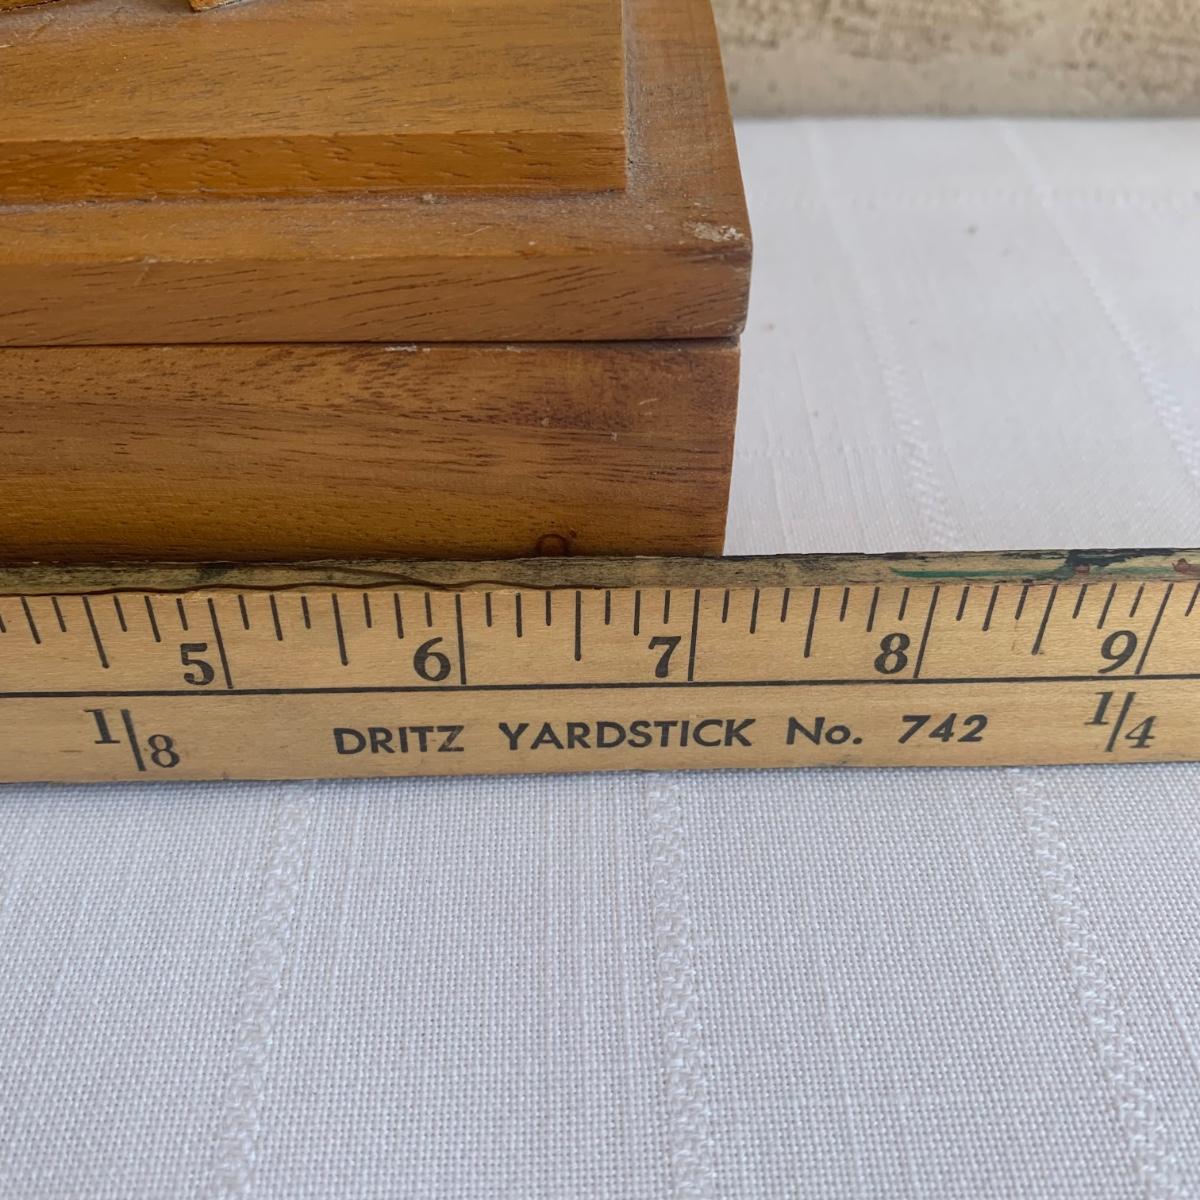 5 6 7 8 9
1/8 DRITZ YARDSTICK No. 742 1/4